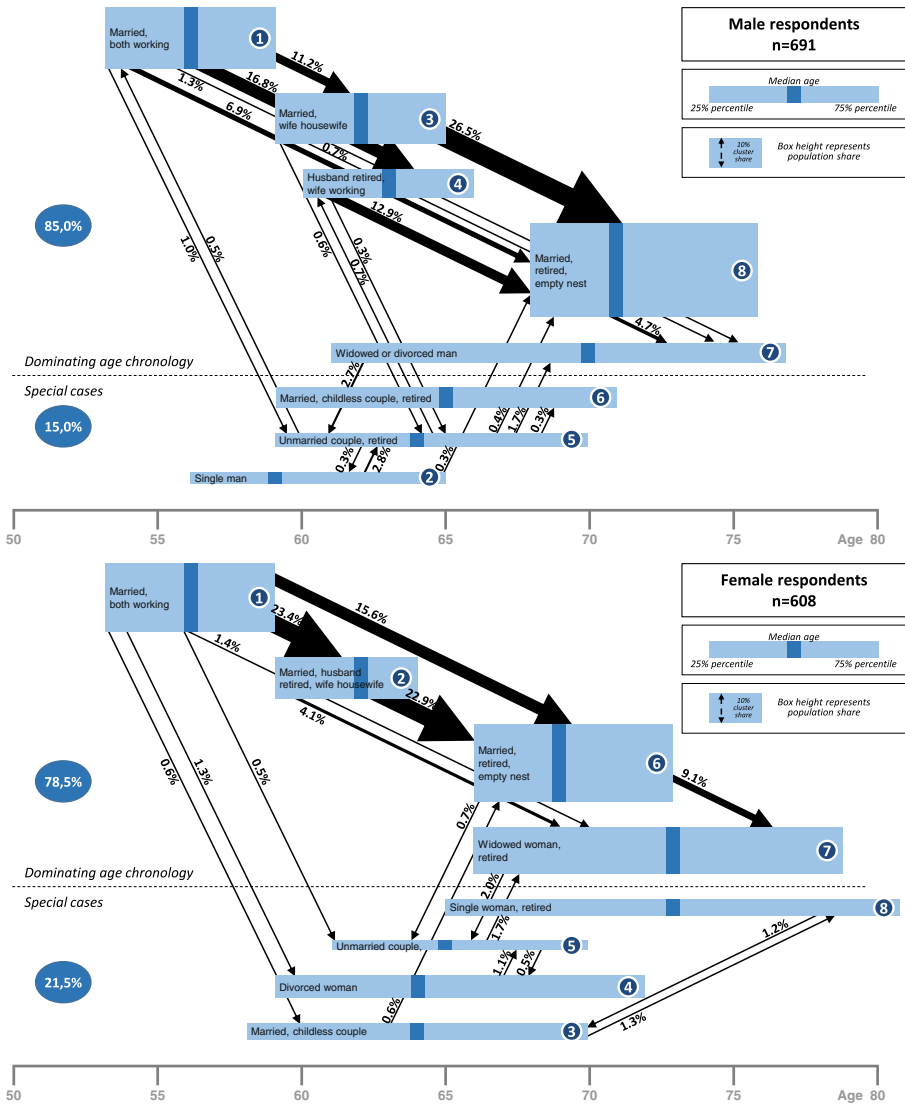 Married,
both working
1
Male respondents
n=691
11.2%
16.8%
1.3%
6.9%
Median age
25% percentile
75% percentile
Married,
wife housewife
3
26.5%
0.7%
10%
cluster
share
Box height represents
population share
Husband retired,
wife working
4
12.9%
85,0%
1.0%
0.5%
0.6%
0.3%
0.7%
Married,
retired,
empty nest
8
4.7%
Widowed or divorced man
7
Dominating age chronology
2.7%
Special cases
Married, childless couple, retired
6
15,0%
0.4%
1.7%
0.3%
Unmarried couple, retired
5
0.3%
2.8%
0.3%
Single man
2
50
55
60
65
70
75
Age 80
Married,
both working
1
Female respondents
n=608
23.4%
15.6%
1.4%
Median age
25% percentile
75% percentile
Married, husband
retired, wife housewife
2
22.9%
4.1%
10%
cluster
share
Box height represents
population share
Married,
retired,
empty nest
6
9.1%
78,5%
0.6%
1.3%
0.5%
0.7%
Widowed woman,
retired
7
Dominating age chronology
2.0%
Special cases
Single woman, retired
8
1.7%
1.2%
Unmarried couple,
5
1.1%
0.5%
21,5%
Divorced woman
4
0.6%
1.3%
Married, childless couple
3
50
55
60
65
70
75
Age 80